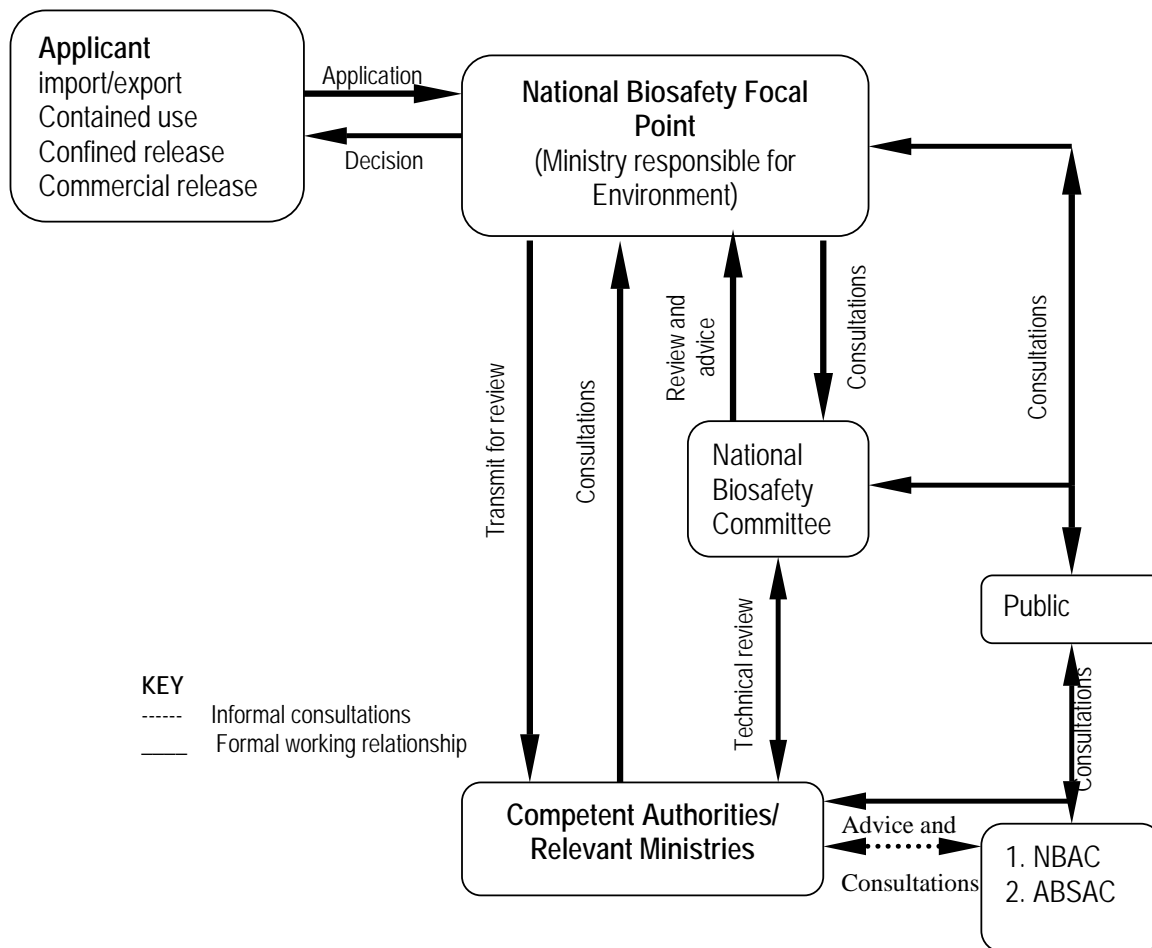 Applicant
import/export
Contained use
Confined release
Commercial release
Application
Decision
National Biosafety Focal
Point
(Ministry responsible for
Environment)
Transmit for review
Consultations
Review and
advice
Consultations
Consultations
National
Biosafety
Committee
Public
Technical review
Consultations
KEY
------ Informal consultations
____ Formal working relationship
Competent Authorities/
Relevant Ministries
Advice and
Consultations
1. NBAC
2. ABSAC